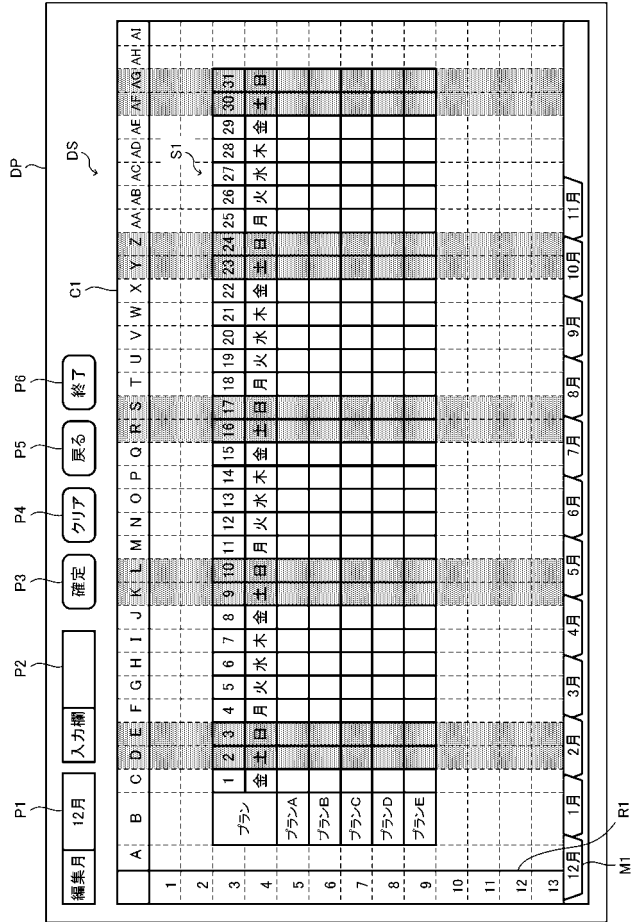 DP
DS
P1 P2 P3 P4 P5 P6
編集月 12月 入力欄 確定 クリア 戻る 終了
C1
A B C D E F G H I J K L M N O P Q R S T U V W X Y Z AA AB AC AD AE AF AG AH AI
1
2
S1
3 プラン 1 2 3 4 5 6 7 8 9 10 11 12 13 14 15 16 17 18 19 20 21 22 23 24 25 26 27 28 29 30 31
4 金 土 日 月 火 水 木 金 土 日 月 火 水 木 金 土 日 月 火 水 木 金 土 日 月 火 水 木 金 土 日
5 プランA
6 プランB
7 プランC
8 プランD
9 プランE
10
11
12
13
12月 1月 2月 3月 4月 5月 6月 7月 8月 9月 10月 11月
M1 R1